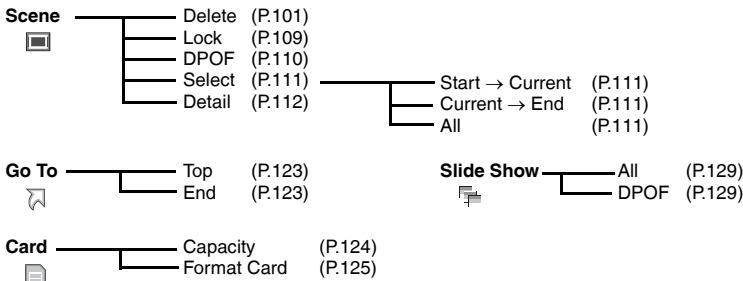 Scene Delete (P.101)
Lock (P.109)
DPOF (P.110)
Select (P.111) Start → Current (P.111)
Detail (P.112) Current → End (P.111)
All (P.111)
Go To Top (P.123) Slide Show All (P.129)
End (P.123) DPOF (P.129)
Card Capacity (P.124)
Format Card (P.125)